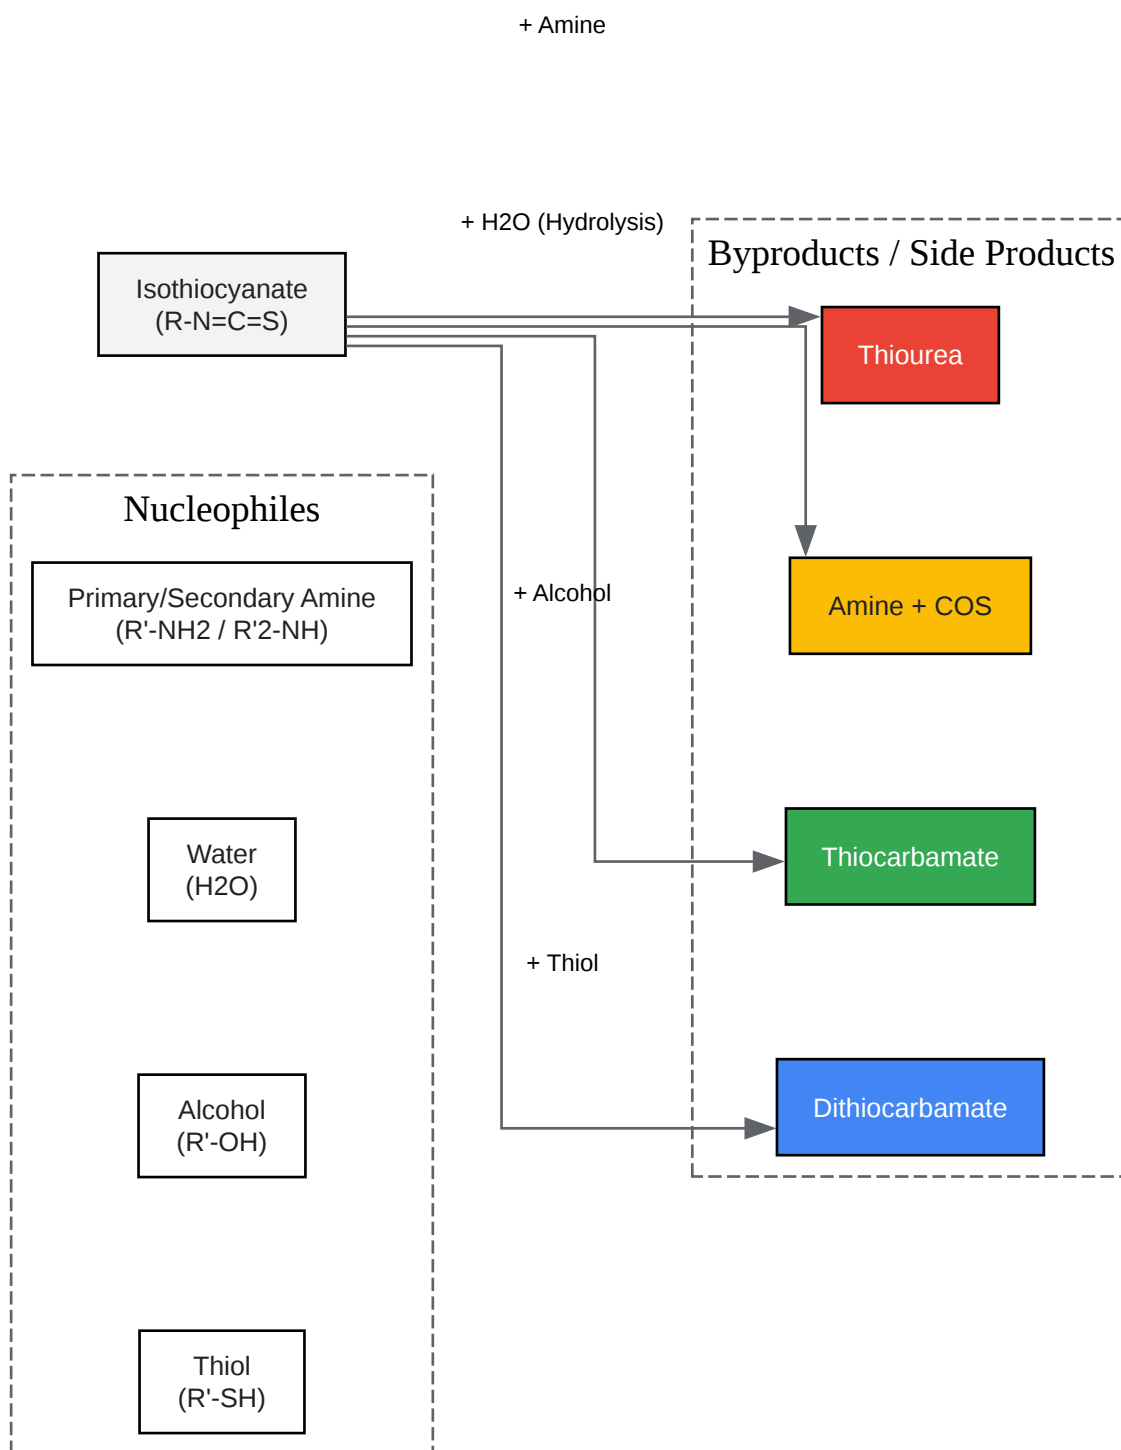 + Amine
+ H2O (Hydrolysis)
Byproducts / Side Products
Isothiocyanate
(R-N=C=S)
Thiourea
Nucleophiles
Primary/Secondary Amine
(R'-NH2 / R'2-NH)
+ Alcohol
Amine + COS
Water
(H2O)
Thiocarbamate
+ Thiol
Alcohol
(R'-OH)
Dithiocarbamate
Thiol
(R'-SH)